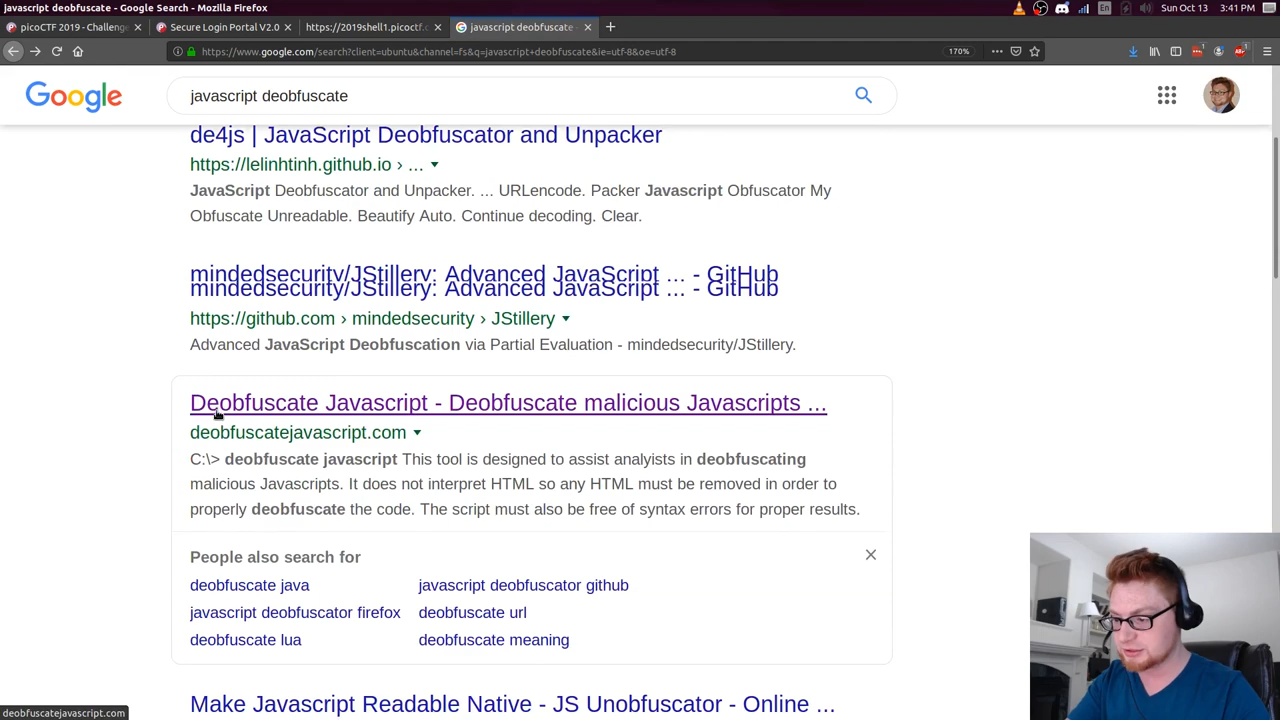 javascript deobfuscate - Google Search - Mozilla Firefox
En
Sun Oct 13
3:41 PM
picoCTF 2019 - Challenge
Secure Login Portal V2.0
https://2019shell1.picoctf.c
javascript deobfuscate
https://www.google.com/search?client=ubuntu&channel=fs&q=javascript+deobfuscate&ie=utf-8&oe=utf-8
170%
Google
javascript deobfuscate
de4js | JavaScript Deobfuscator and Unpacker
https://lelinhtinh.github.io › ...
JavaScript Deobfuscator and Unpacker. ... URLencode. Packer Javascript Obfuscator My
Obfuscate Unreadable. Beautify Auto. Continue decoding. Clear.
mindedsecurity/JStillery: Advanced JavaScript ... - GitHub
mindedsecurity/JStillery: Advanced JavaScript ... - GitHub
https://github.com › mindedsecurity › JStillery
Advanced JavaScript Deobfuscation via Partial Evaluation - mindedsecurity/JStillery.
Deobfuscate Javascript - Deobfuscate malicious Javascripts ...
deobfuscatejavascript.com
C:\> deobfuscate javascript This tool is designed to assist analyists in deobfuscating
malicious Javascripts. It does not interpret HTML so any HTML must be removed in order to
properly deobfuscate the code. The script must also be free of syntax errors for proper results.
People also search for
deobfuscate java
javascript deobfuscator github
javascript deobfuscator firefox
deobfuscate url
deobfuscate lua
deobfuscate meaning
Make Javascript Readable Native - JS Unobfuscator - Online ...
deobfuscatejavascript.com